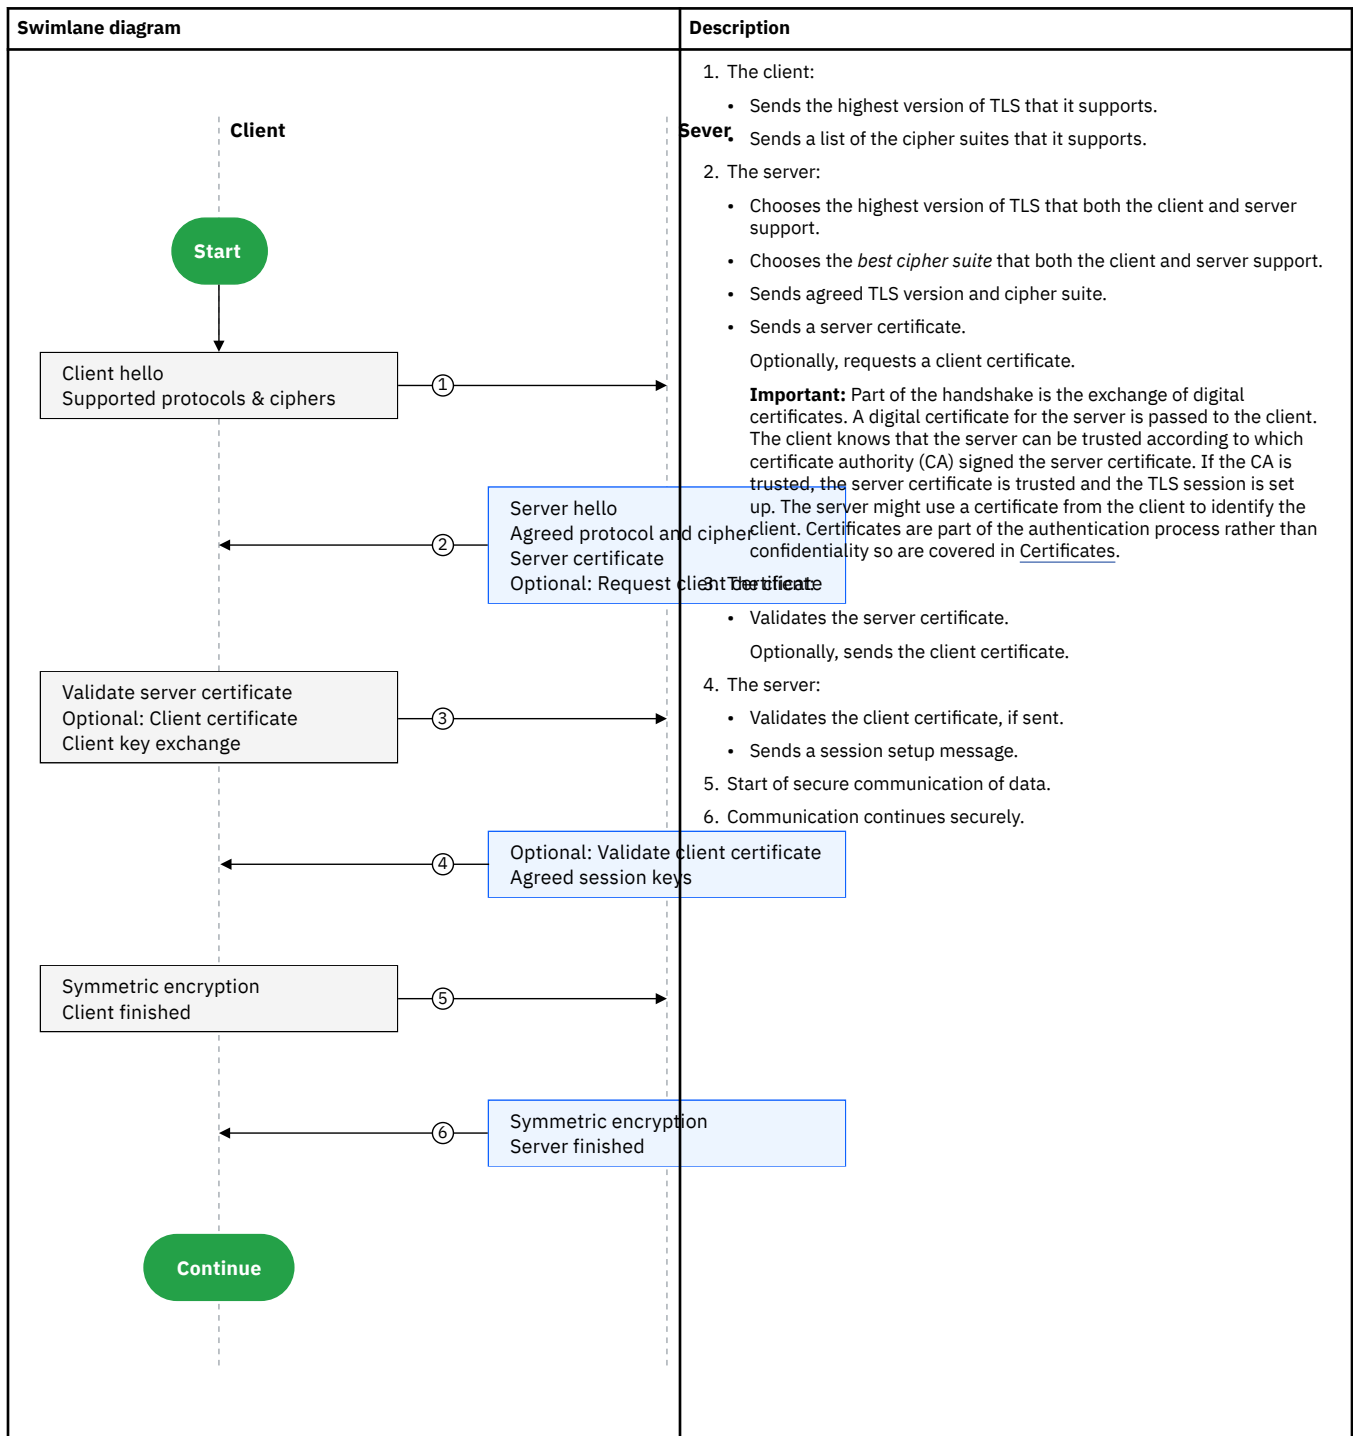 Swimlane diagram
Client
Sever
Start
Client hello
Supported protocols & ciphers
1
Server hello
Agreed protocol and cipher
Server certificate
Optional: Request client certificate
2
Validate server certificate
Optional: Client certificate
Client key exchange
3
Optional: Validate client certificate
Agreed session keys
4
Symmetric encryption
Client finished
5
Symmetric encryption
Server finished
6
Continue
Description
1. The client:
• Sends the highest version of TLS that it supports.
• Sends a list of the cipher suites that it supports.
2. The server:
• Chooses the highest version of TLS that both the client and server
support.
• Chooses the best cipher suite that both the client and server support.
• Sends agreed TLS version and cipher suite.
• Sends a server certificate.
Optionally, requests a client certificate.
Important: Part of the handshake is the exchange of digital
certificates. A digital certificate for the server is passed to the client.
The client knows that the server can be trusted according to which
certificate authority (CA) signed the server certificate. If the CA is
trusted, the server certificate is trusted and the TLS session is set
up. The server might use a certificate from the client to identify the
client. Certificates are part of the authentication process rather than
confidentiality so are covered in Certificates.
3. The client:
• Validates the server certificate.
Optionally, sends the client certificate.
4. The server:
• Validates the client certificate, if sent.
• Sends a session setup message.
5. Start of secure communication of data.
6. Communication continues securely.